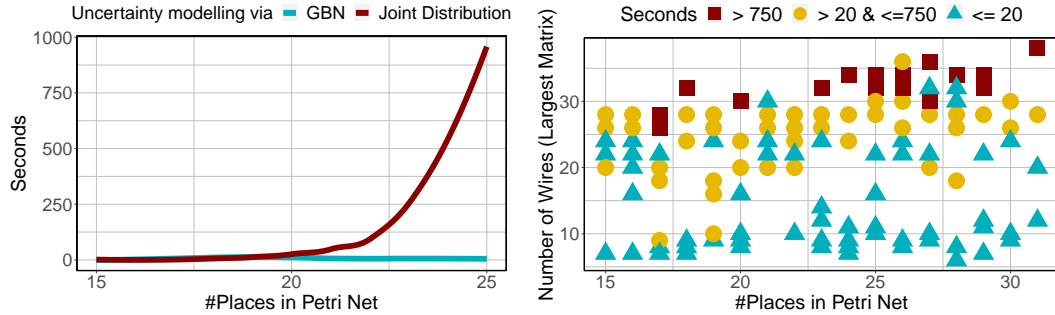 Uncertainty modelling via GBN Joint Distribution
Seconds
1000
750
500
250
0
15
20
25
#Places in Petri Net
Seconds > 750 > 20 & <=750 <= 20
Number of Wires (Largest Matrix)
30
20
10
15
20
25
30
#Places in Petri Net